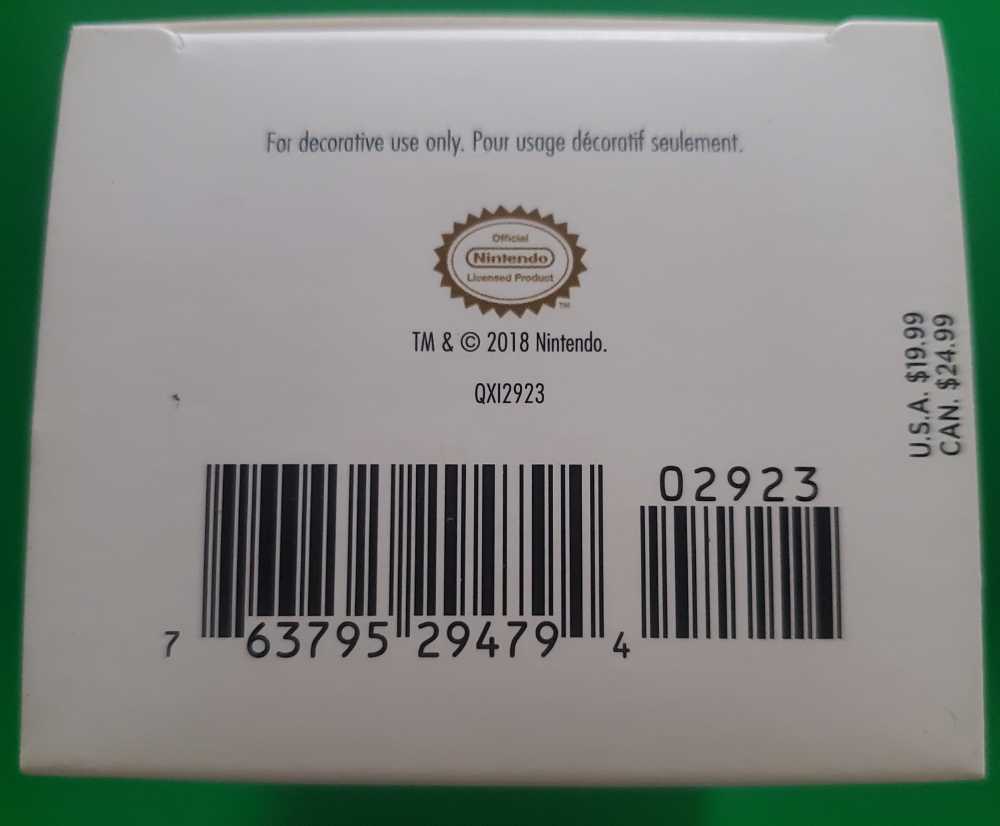 For decorative use only. Pour usage décoratif seulement.
Official
Nintendo
Licensed Product
TM
TM & © 2018 Nintendo.
QXI2923
U.S.A. $19.99
CAN. $24.99
02923
7 63795 29479 4